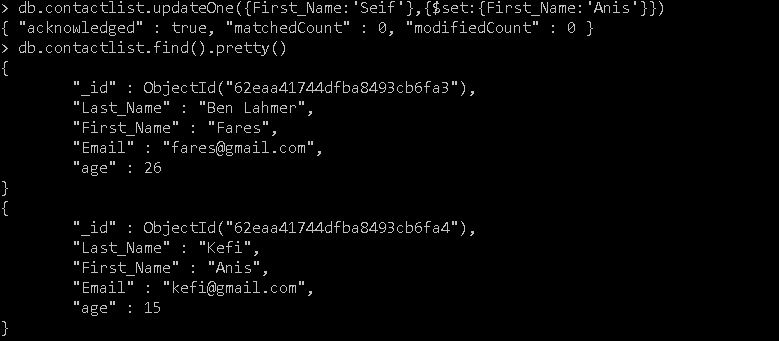 > db.contactlist.updateOne({First_Name:'Seif'},{$set:{First_Name:'Anis'}})
{ "acknowledged" : true, "matchedCount" : 0, "modifiedCount" : 0 }
> db.contactlist.find().pretty()
{
        "_id" : ObjectId("62eaa41744dfba8493cb6fa3"),
        "Last_Name" : "Ben Lahmer",
        "First_Name" : "Fares",
        "Email" : "fares@gmail.com",
        "age" : 26
}
{
        "_id" : ObjectId("62eaa41744dfba8493cb6fa4"),
        "Last_Name" : "Kefi",
        "First_Name" : "Anis",
        "Email" : "kefi@gmail.com",
        "age" : 15
}